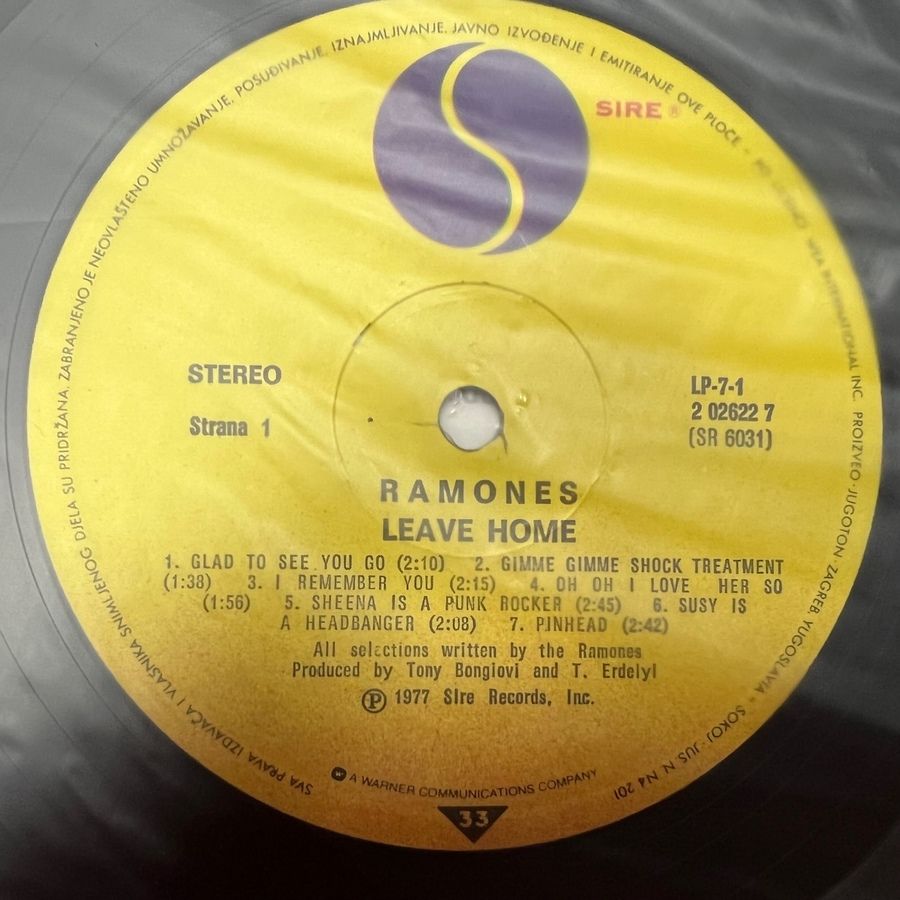 SVA PRAVA IZDAVAČA I VLASNIKA SNIMLJENOG DJELA SU PRIDRŽANA. ZABRANJENO JE NEOVLAŠTENO UMNOŽAVANJE, POSUĐIVANJE, IZNAJMLJIVANJE, JAVNO IZVOĐENJE I EMITIRANJE OVE PLOČE - INC. PROIZVEO - JUGOTON ZAGREB YUGOSLAVIA - SOKOJ - JUS N N4 201
SIRE ®
STEREO
Strana 1
LP-7-1
2 02622 7
(SR 6031)
RAMONES
LEAVE HOME
1. GLAD TO SEE YOU GO (2:10) 2. GIMME GIMME SHOCK TREATMENT
(1:38) 3. I REMEMBER YOU (2:15) 4. OH OH I LOVE HER SO
(1:56) 5. SHEENA IS A PUNK ROCKER (2:45) 6. SUSY IS
A HEADBANGER (2:08) 7. PINHEAD (2:42)
All selections written by the Ramones
Produced by Tony Bongiovi and T. Erdelyi
Ⓟ 1977 SIre Records, Inc.
A WARNER COMMUNICATIONS COMPANY
33